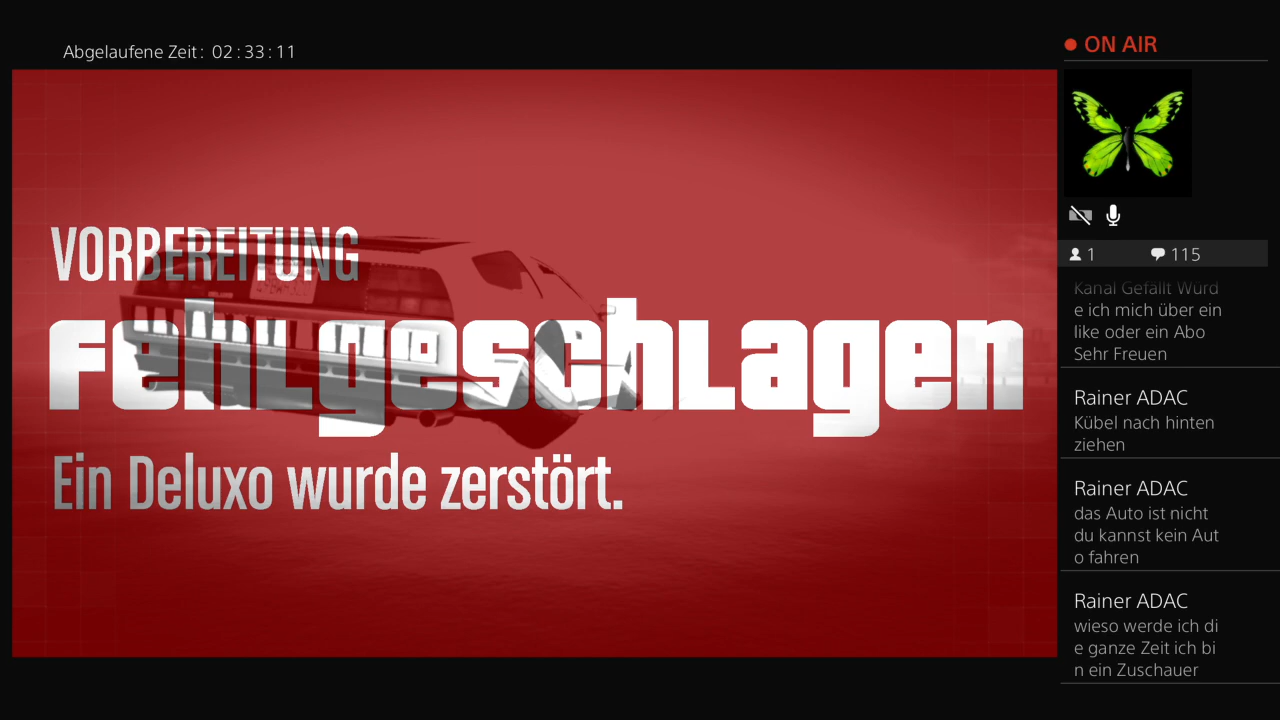 Abgelaufene Zeit: 02:33:11
ON AIR
VORBEREITUNG
Fehlgeschlagen
Ein Deluxo wurde zerstört.
1 115
Kanal Gefällt Würd
e ich mich über ein
like oder ein Abo
Sehr Freuen
Rainer ADAC
Kübel nach hinten
ziehen
Rainer ADAC
das Auto ist nicht
du kannst kein Aut
o fahren
Rainer ADAC
wieso werde ich di
e ganze Zeit ich bi
n ein Zuschauer